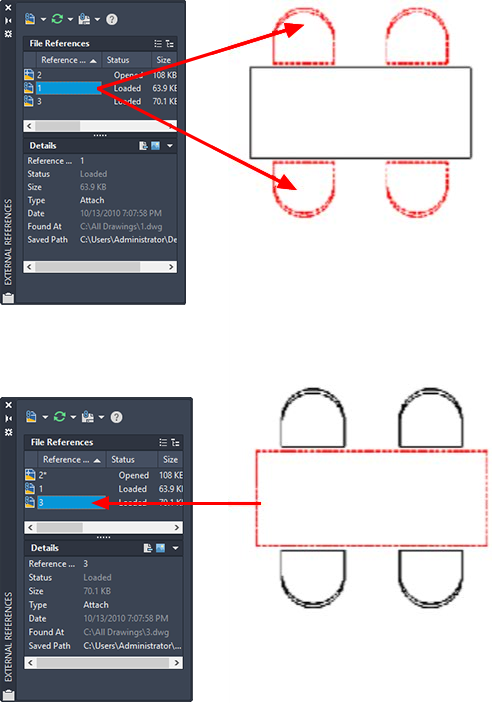 File References
Reference ... Status Size
2 Opened 108 KB
1 Loaded 63.9 KB
3 Loaded 70.1 KB
Details
Reference ... 1
Status Loaded
Size 63.9 KB
Type Attach
Date 10/13/2010 7:07:58 PM
Found At C:\All Drawings\1.dwg
Saved Path C:\Users\Administrator\De
EXTERNAL REFERENCES
File References
Reference ... Status Size
2* Opened 108 KE
1 Loaded 63.9 K
3 Loaded 70.1 K
Details
Reference ... 3
Status Loaded
Size 70.1 KB
Type Attach
Date 10/13/2010 7:07:58 PM
Found At C:\All Drawings\3.dwg
Saved Path C:\Users\Administrator\...
EXTERNAL REFERENCES